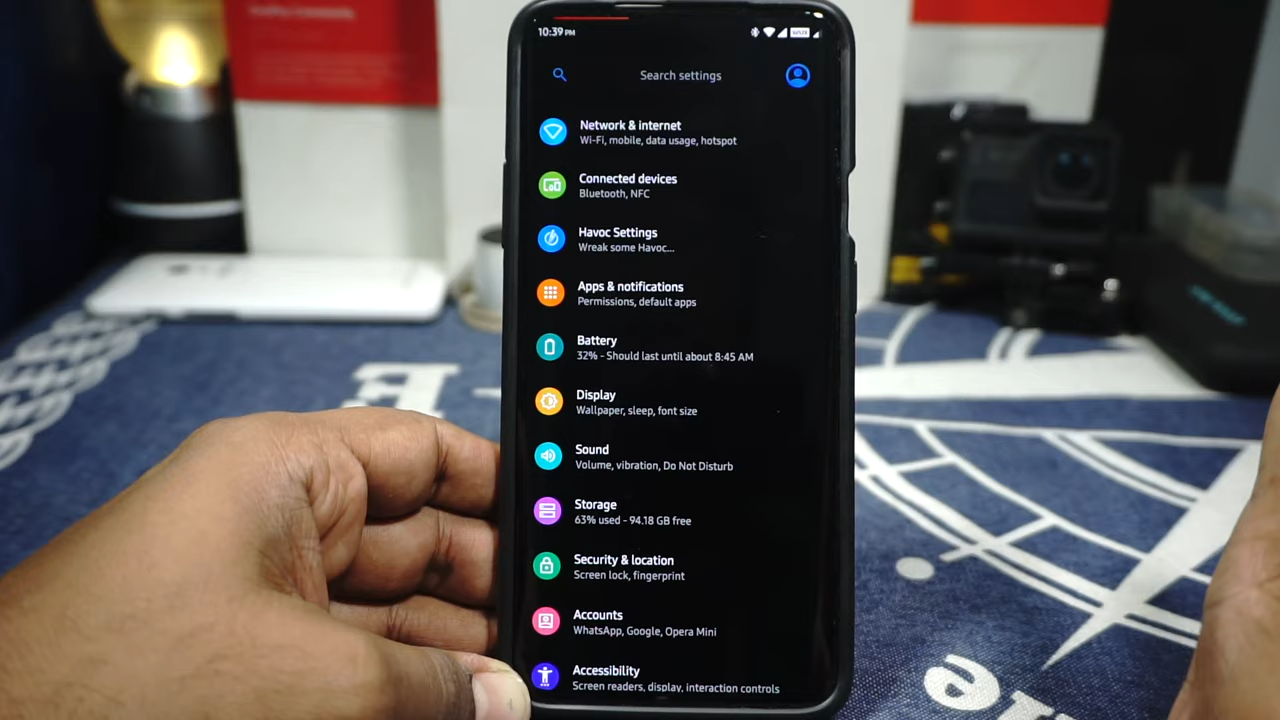 10:39 PM
Search settings
Network & internet
Wi-Fi, mobile, data usage, hotspot
Connected devices
Bluetooth, NFC
Havoc Settings
Wreak some Havoc...
Apps & notifications
Permissions, default apps
Battery
32% - Should last until about 8:45 AM
Display
Wallpaper, sleep, font size
Sound
Volume, vibration, Do Not Disturb
Storage
63% used - 94.18 GB free
Security & location
Screen lock, fingerprint
Accounts
WhatsApp, Google, Opera Mini
Accessibility
Screen readers, display, interaction controls